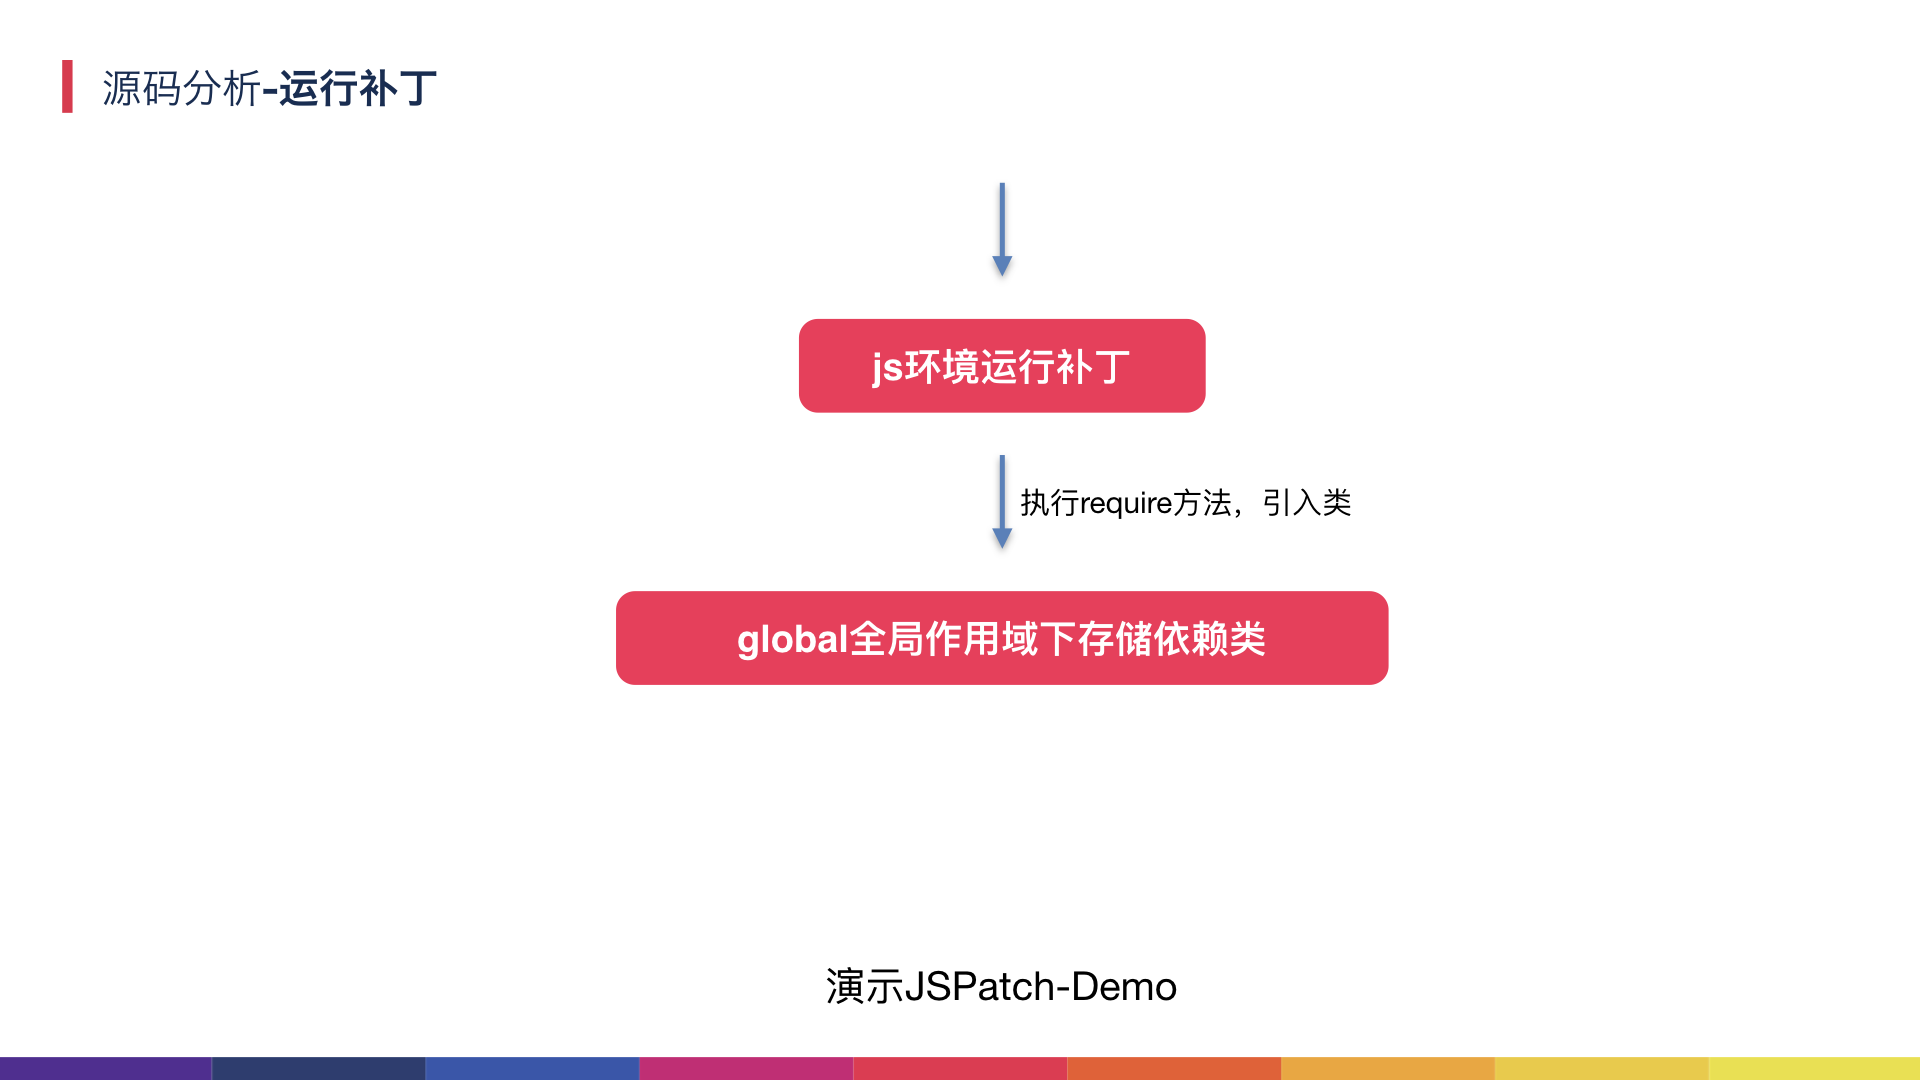 源码分析-运行补丁
js环境运行补丁
执行require方法，引入类
global全局作用域下存储依赖类
演示JSPatch-Demo